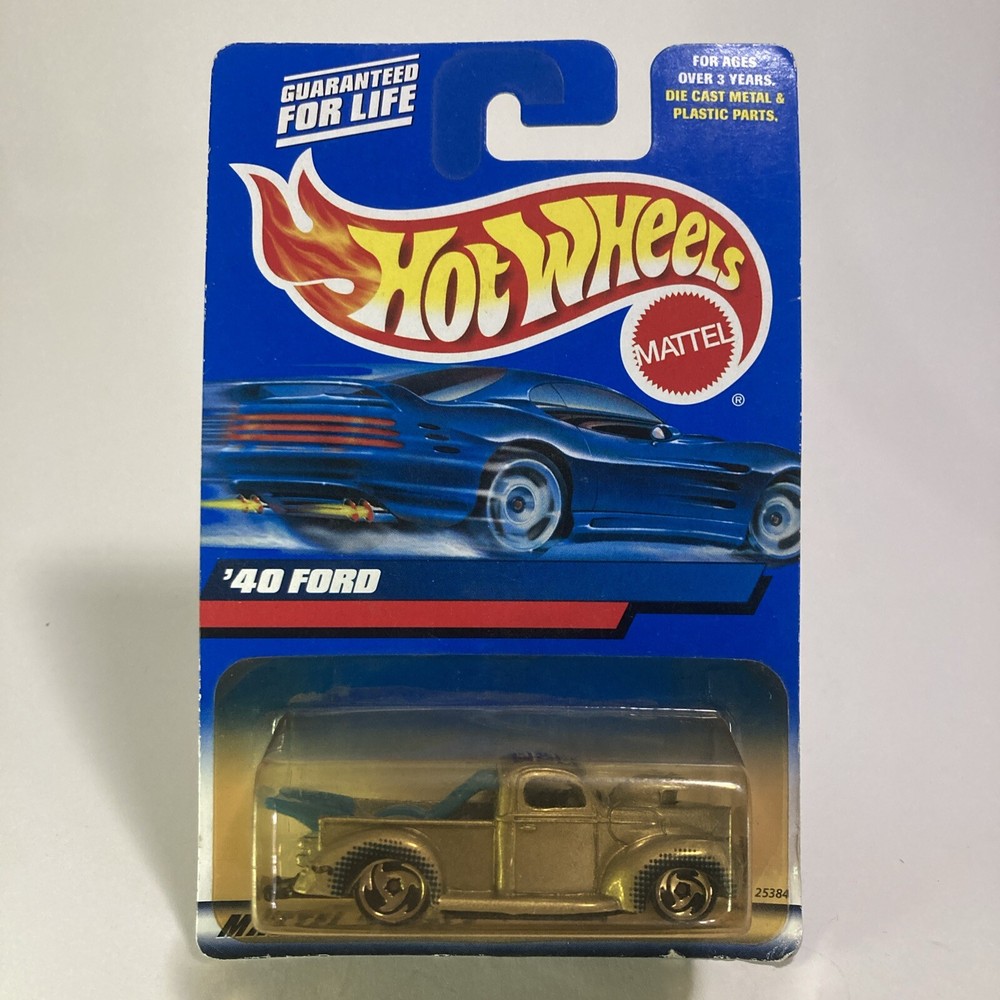 GUARANTEED
FOR LIFE
FOR AGES
OVER 3 YEARS.
DIE CAST METAL &
PLASTIC PARTS.
HOT WHEELS
MATTEL
®
'40 FORD
25384